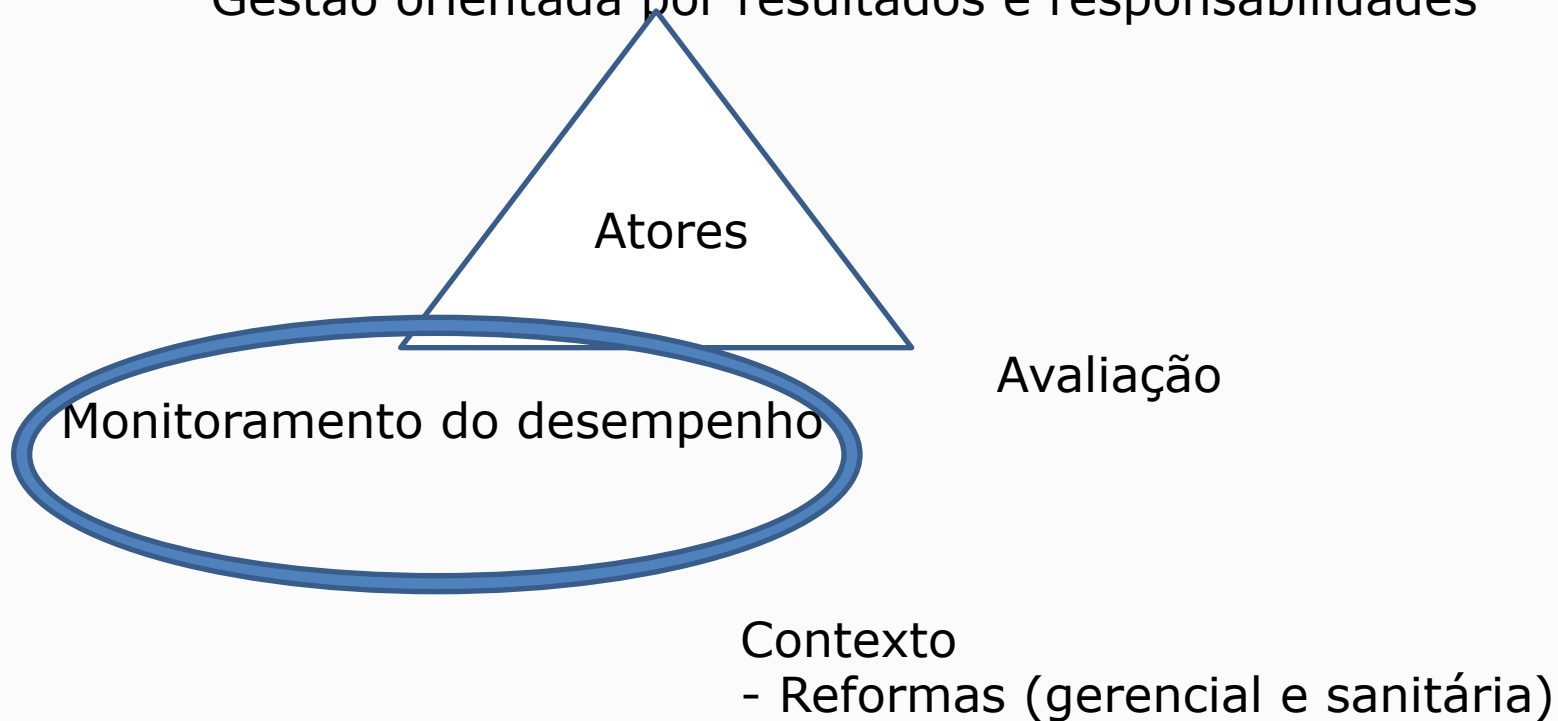 Gestão orientada por resultados e responsabilidades
Atores
Avaliação
Monitoramento do desempenho
Contexto
- Reformas (gerencial e sanitária)